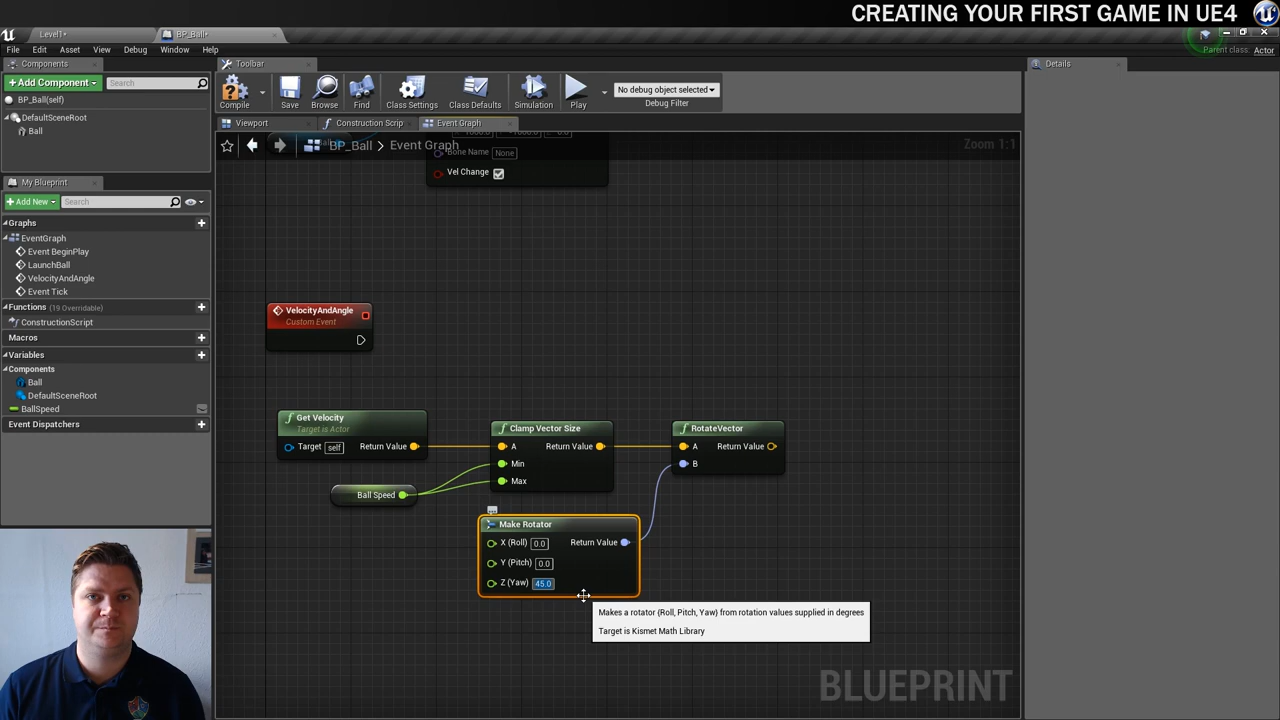 CREATING YOUR FIRST GAME IN UE4
Level1*
BP_Ball*
File Edit Asset View Debug Window Help
Parent class: Actor
Components
Toolbar
Details
+Add Component
Search
BP_Ball(self)
DefaultSceneRoot
Ball
Compile
Save
Browse
Find
Class Settings
Class Defaults
Simulation
Play
No debug object selected
Debug Filter
Viewport
Construction Scrip
Event Graph
BP_Ball > Event Graph
Zoom 1:1
Bone Name None
Vel Change
My Blueprint
+Add New
Search
Graphs
EventGraph
Event BeginPlay
LaunchBall
VelocityAndAngle
Event Tick
Functions (19 Overridable)
ConstructionScript
Macros
Variables
Components
Ball
DefaultSceneRoot
BallSpeed
Event Dispatchers
VelocityAndAngle
Custom Event
Get Velocity
Target is Actor
Target self Return Value
Ball Speed
Clamp Vector Size
A Return Value
Min
Max
RotateVector
A Return Value
B
Make Rotator
X (Roll) 0.0 Return Value
Y (Pitch) 0.0
Z (Yaw) 45.0
Makes a rotator {Roll, Pitch, Yaw} from rotation values supplied in degrees
Target is Kismet Math Library
BLUEPRINT